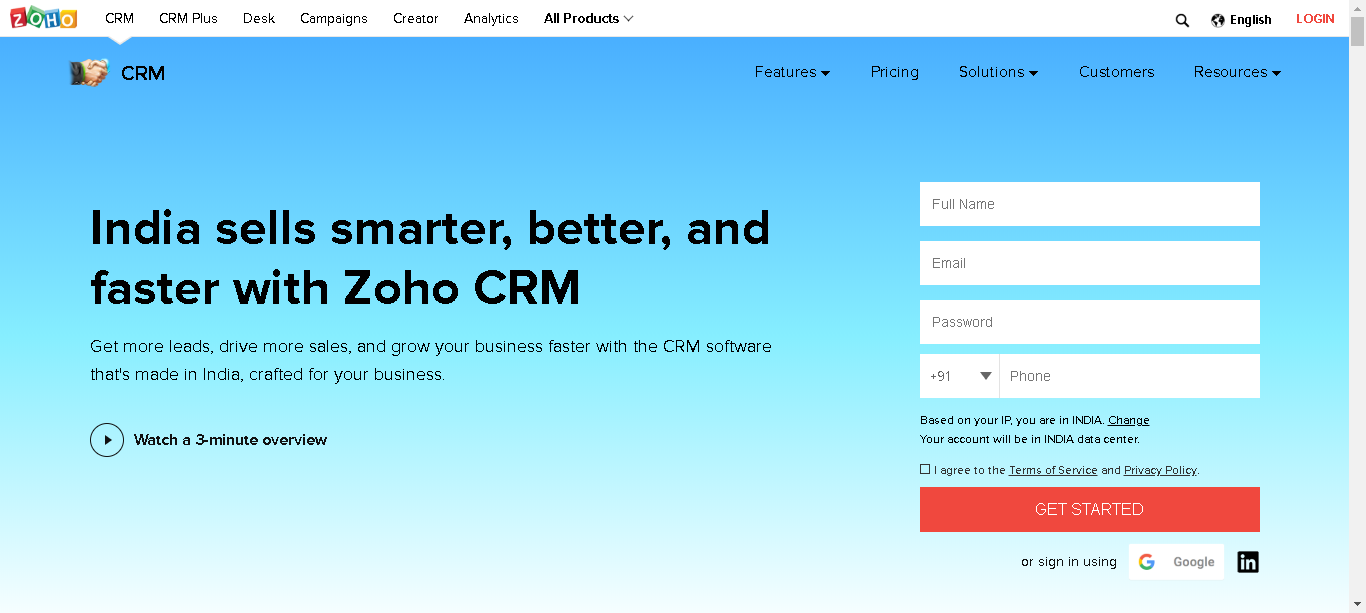 ZOHO CRM CRM Plus Desk Campaigns Creator Analytics All Products English LOGIN
CRM Features Pricing Solutions Customers Resources
India sells smarter, better, and
faster with Zoho CRM
Get more leads, drive more sales, and grow your business faster with the CRM software
that's made in India, crafted for your business.
Watch a 3-minute overview
Full Name
Email
Password
+91 Phone
Based on your IP, you are in INDIA. Change
Your account will be in INDIA data center.
I agree to the Terms of Service and Privacy Policy.
GET STARTED
or sign in using G Google in